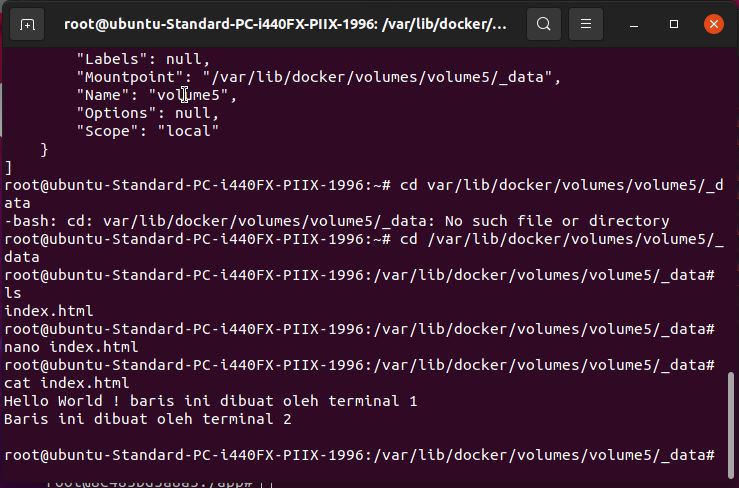 root@ubuntu-Standard-PC-i440FX-PIIX-1996: /var/lib/docker/...
"Labels": null,
"Mountpoint": "/var/lib/docker/volumes/volume5/_data",
"Name": "volume5",
"Options": null,
"Scope": "local"
}
]
root@ubuntu-Standard-PC-i440FX-PIIX-1996:~# cd var/lib/docker/volumes/volume5/_d
ata
-bash: cd: var/lib/docker/volumes/volume5/_data: No such file or directory
root@ubuntu-Standard-PC-i440FX-PIIX-1996:~# cd /var/lib/docker/volumes/volume5/_
data
root@ubuntu-Standard-PC-i440FX-PIIX-1996:/var/lib/docker/volumes/volume5/_data#
ls
index.html
root@ubuntu-Standard-PC-i440FX-PIIX-1996:/var/lib/docker/volumes/volume5/_data#
nano index.html
root@ubuntu-Standard-PC-i440FX-PIIX-1996:/var/lib/docker/volumes/volume5/_data#
cat index.html
Hello World ! baris ini dibuat oleh terminal 1
Baris ini dibuat oleh terminal 2
root@ubuntu-Standard-PC-i440FX-PIIX-1996:/var/lib/docker/volumes/volume5/_data#